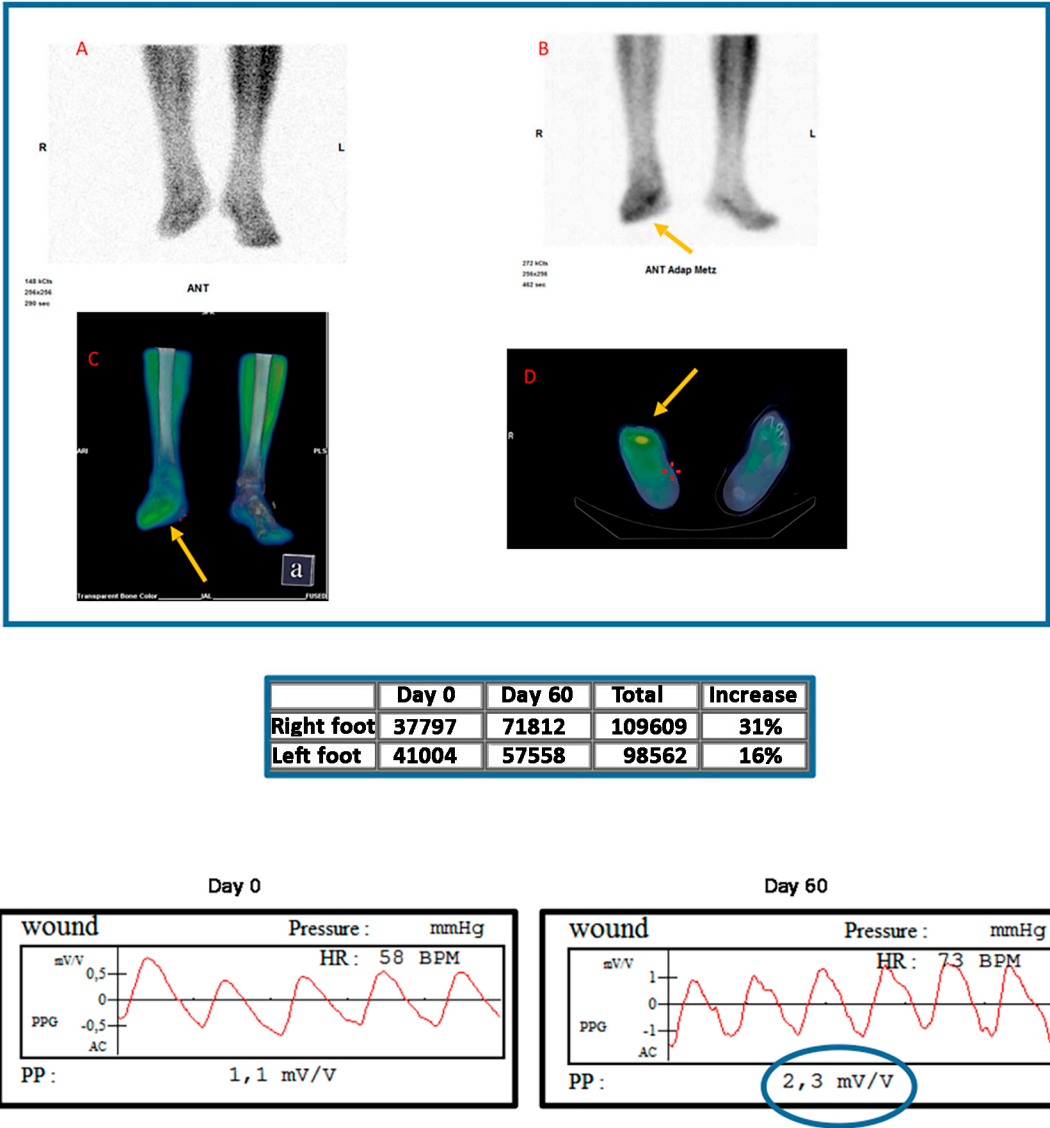 A
B
R
L
R
L
148 kCts
256x256
290 sec
ANT
272 kCts
256x256
462 sec
ANT Adap Metz
C
ARI
PLS
a
Transparent Bone Color
IAL
FUSED
D
R
Day 0 Day 60 Total Increase
Right foot 37797 71812 109609 31%
Left foot 41004 57558 98562 16%
Day 0
wound Pressure : mmHg
HR : 58 BPM
mV/V
0,5
0
-0,5
PPG
AC
PP : 1,1 mV/V
Day 60
wound Pressure : mmHg
HR : 73 BPM
mV/V
1
0
-1
PPG
AC
PP : 2,3 mV/V